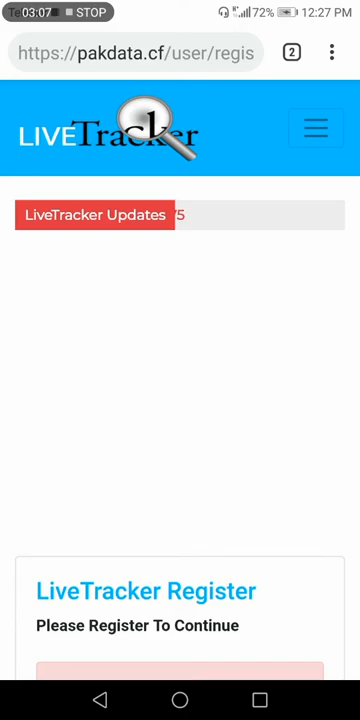 03:07 STOP 72% 12:27 PM
https://pakdata.cf/user/regis
2
LIVETracker
LiveTracker Updates /5
LiveTracker Register
Please Register To Continue